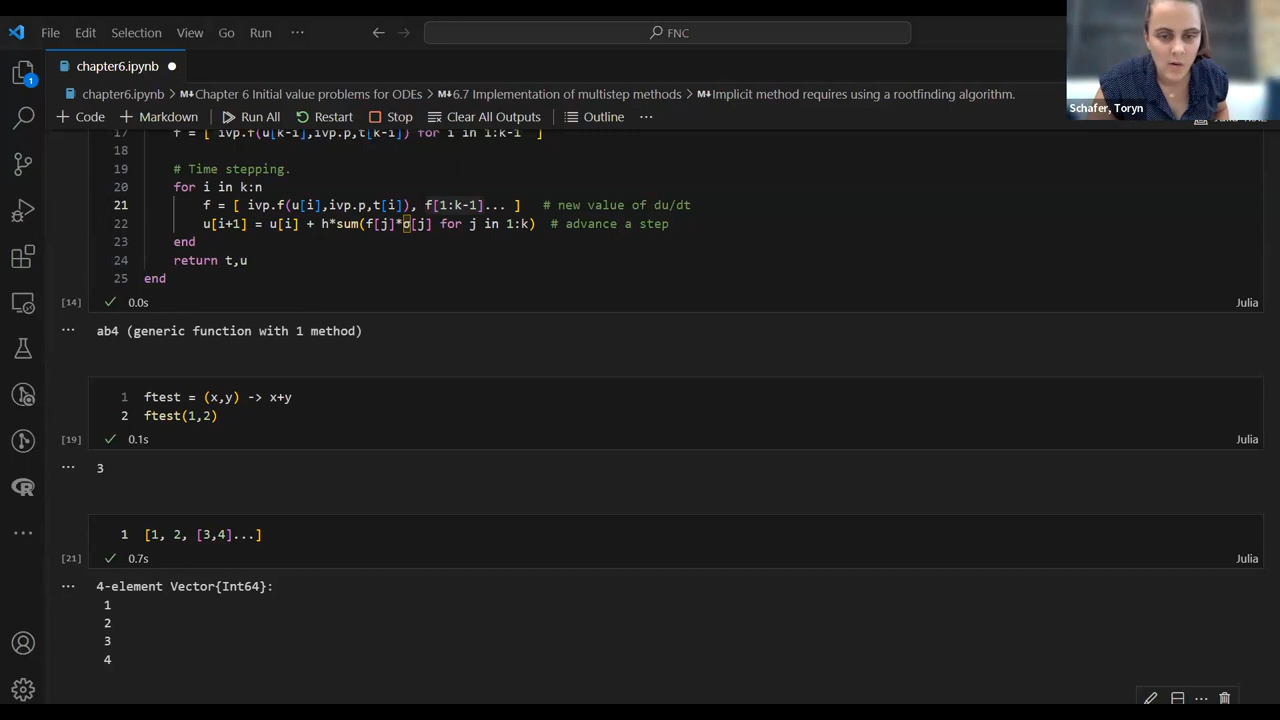 File Edit Selection View Go Run ··· FNC
chapter6.ipynb
Schafer, Toryn
chapter6.ipynb > M↓Chapter 6 Initial value problems for ODEs > M↓6.7 Implementation of multistep methods > M↓Implicit method requires using a rootfinding algorithm.
+ Code + Markdown Run All Restart Stop Clear All Outputs Outline ···
17 f = [ ivp.f(u[k-i],ivp.p,t[k-i]) for i in 1:k-1 ]
18
19 # Time stepping.
20 for i in k:n
21 f = [ ivp.f(u[i],ivp.p,t[i]), f[1:k-1]... ] # new value of du/dt
22 u[i+1] = u[i] + h*sum(f[j]*σ[j] for j in 1:k) # advance a step
23 end
24 return t,u
25 end
[14] 0.0s Julia
··· ab4 (generic function with 1 method)
1 ftest = (x,y) -> x+y
2 ftest(1,2)
[19] 0.1s Julia
··· 3
1 [1, 2, [3,4]...]
[21] 0.7s Julia
··· 4-element Vector{Int64}:
1
2
3
4